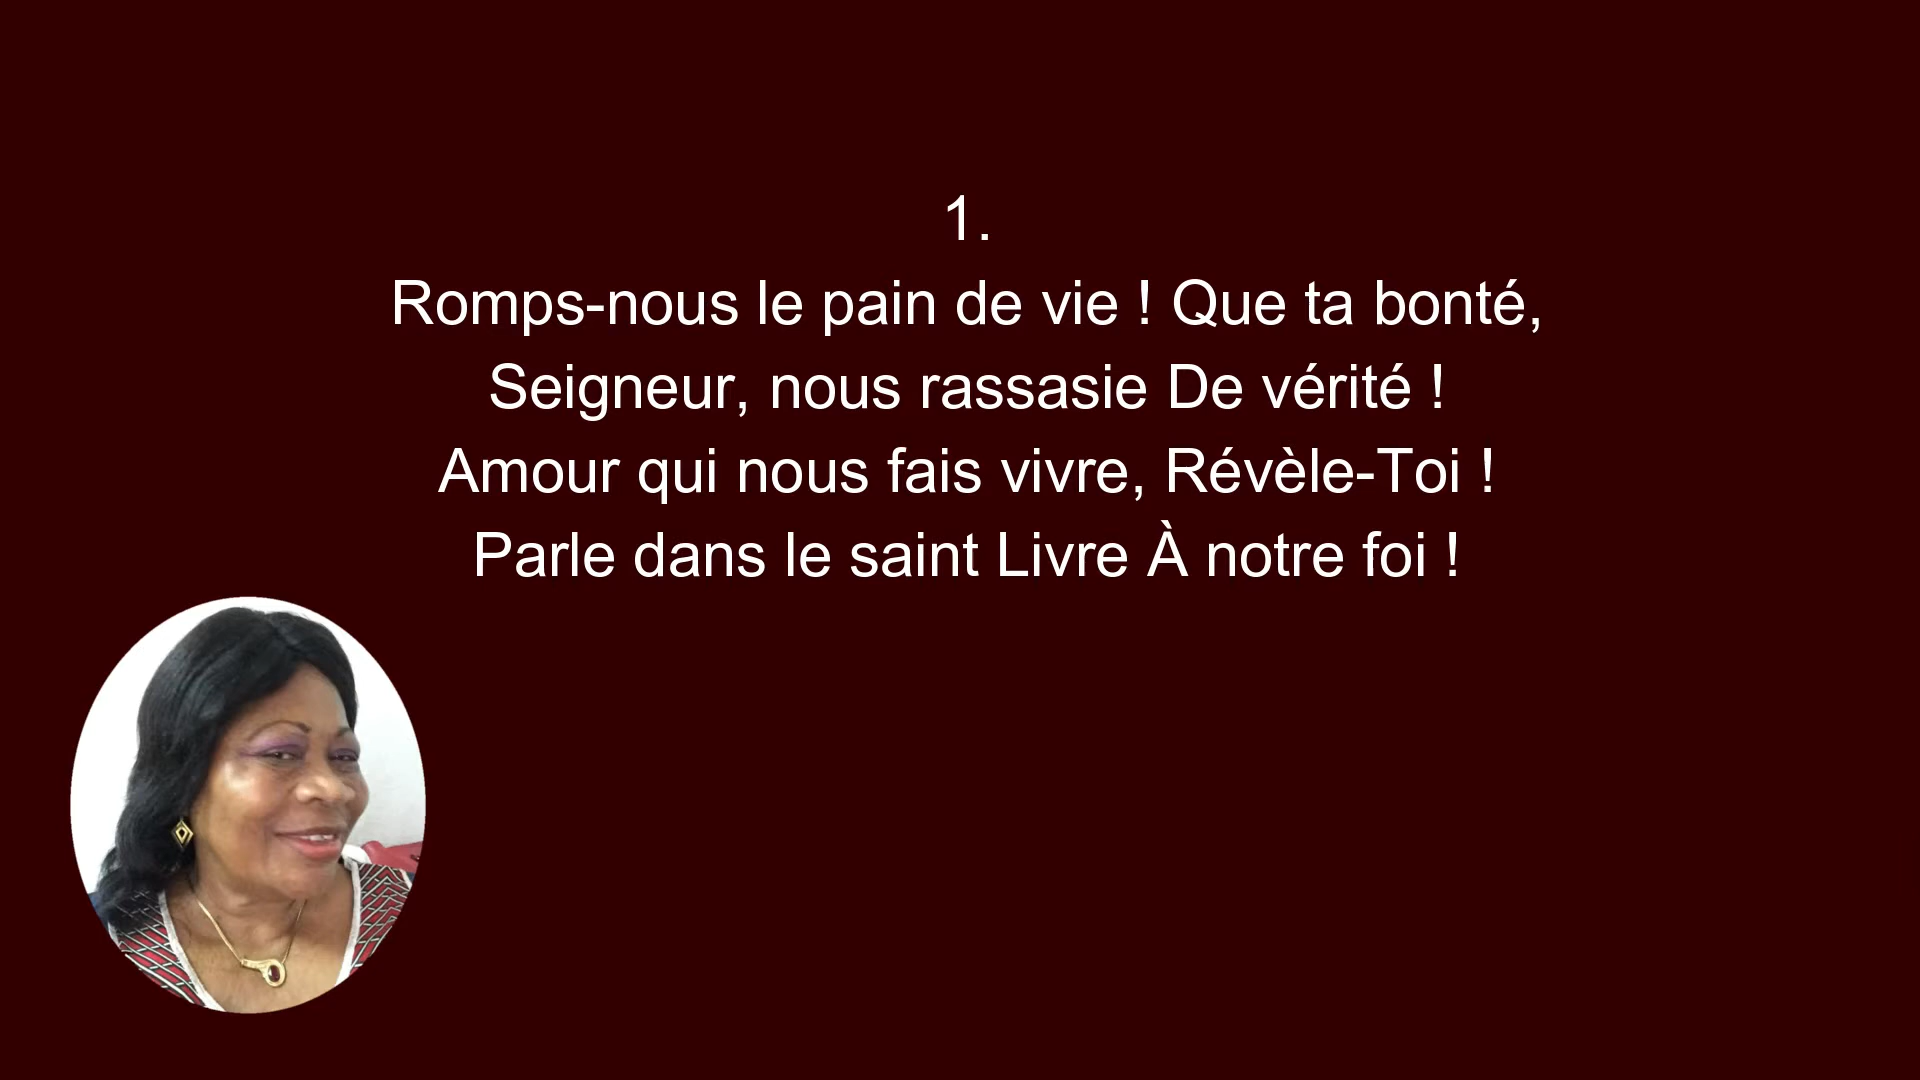 1.
Romps-nous le pain de vie ! Que ta bonté,
Seigneur, nous rassasie De vérité !
Amour qui nous fais vivre, Révèle-Toi !
Parle dans le saint Livre À notre foi !